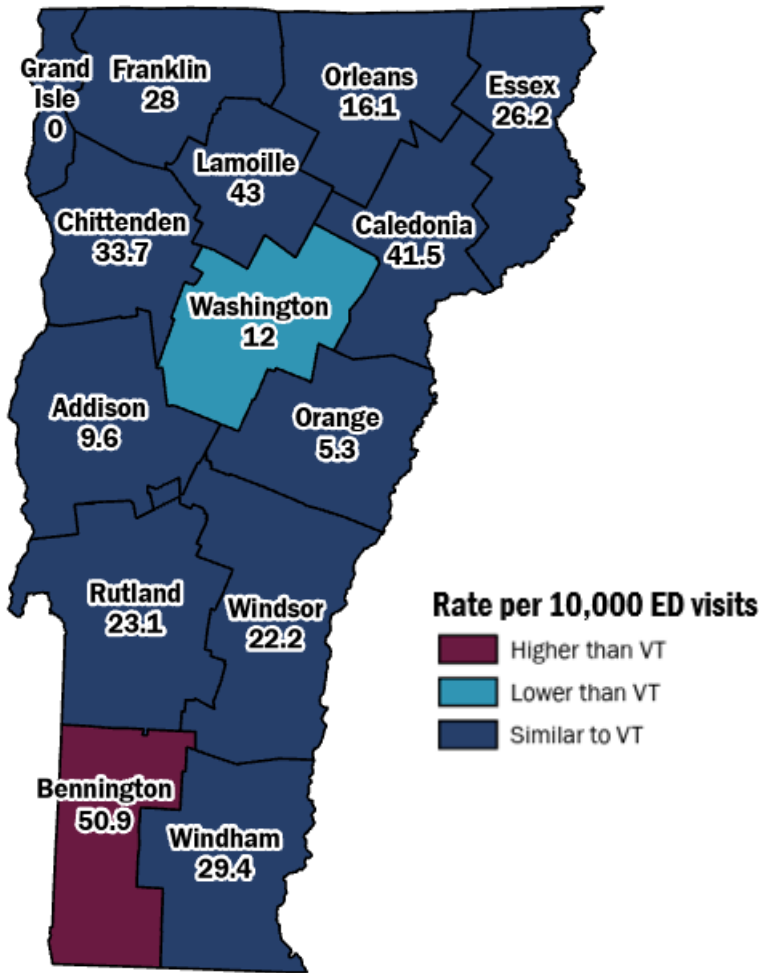 Grand
Isle
0
Franklin
28
Orleans
16.1
Essex
26.2
Lamoille
43
Chittenden
33.7
Caledonia
41.5
Washington
12
Addison
9.6
Orange
5.3
Rutland
23.1
Windsor
22.2
Rate per 10,000 ED visits
Higher than VT
Lower than VT
Similar to VT
Bennington
50.9
Windham
29.4